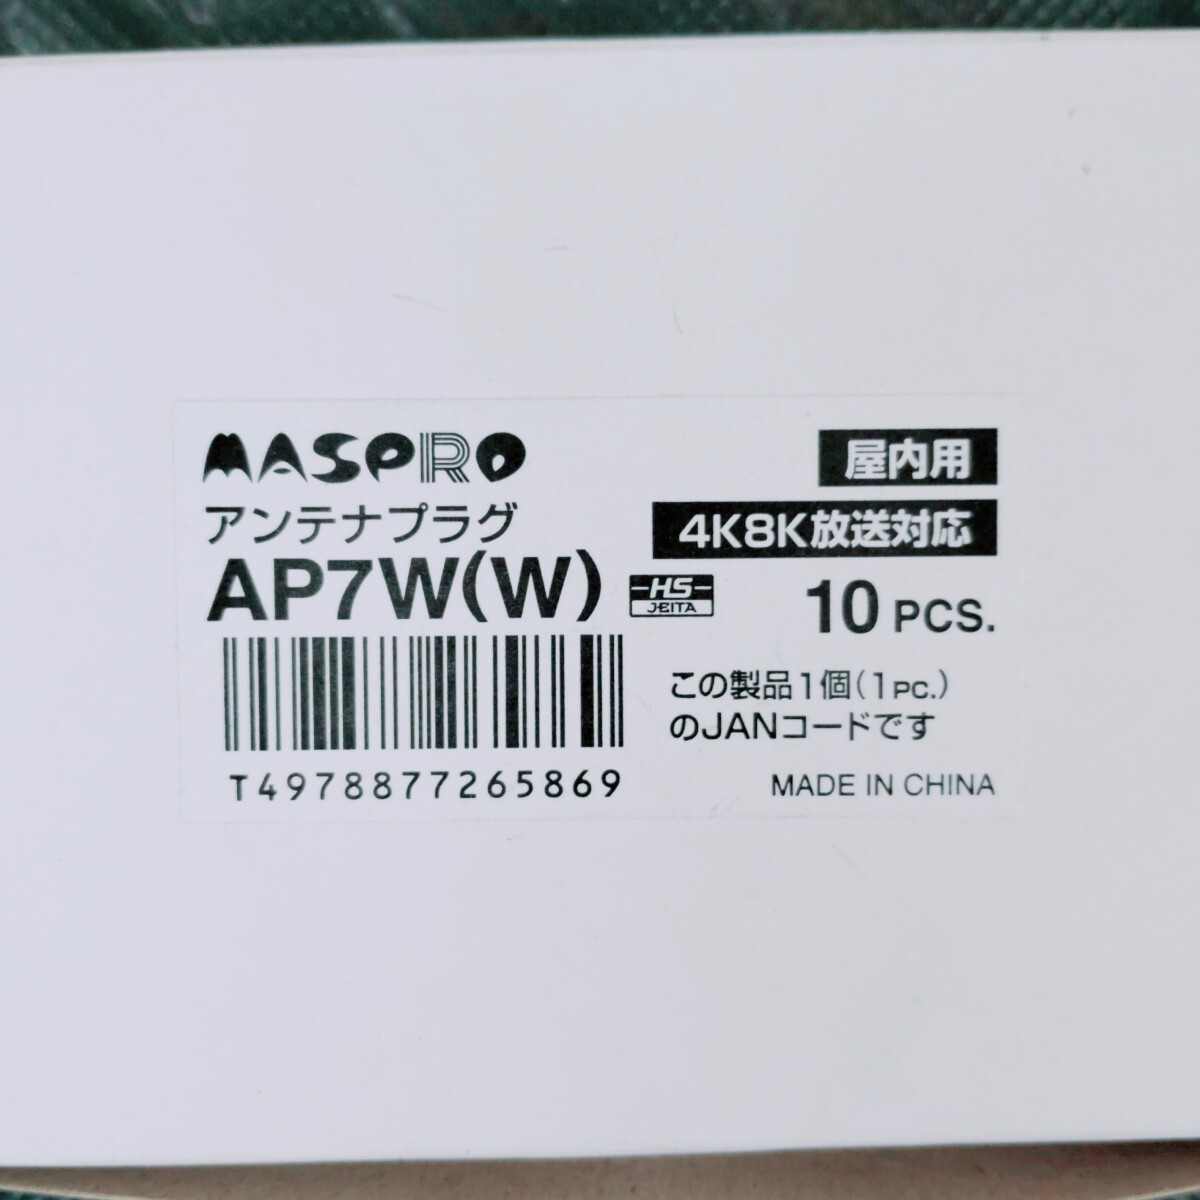 MASPRO
屋内用
アンテナプラグ
4K8K放送対応
AP7W(W)
HS
JEITA
10 PCS.
この製品1個(1PC.)
のJANコードです
T4978877265869
MADE IN CHINA